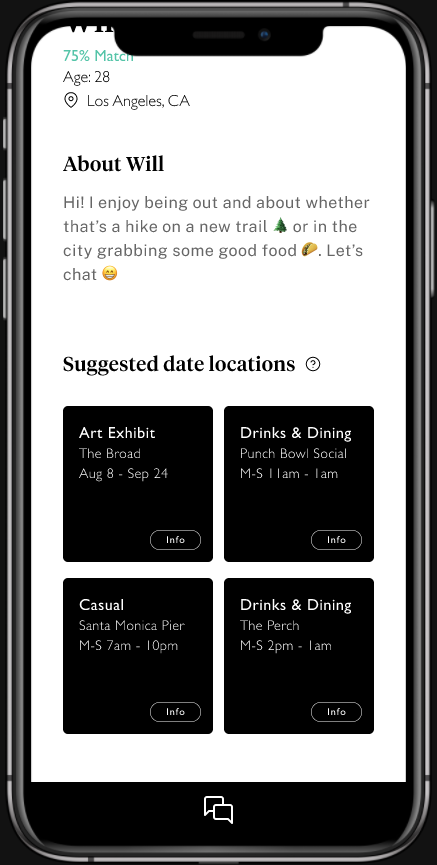 75% Match
Age: 28
Los Angeles, CA
About Will
Hi! I enjoy being out and about whether
that's a hike on a new trail 🌲 or in the
city grabbing some good food 🌮. Let's
chat 😁
Suggested date locations ?
Art Exhibit
The Broad
Aug 8 - Sep 24
Info
Drinks & Dining
Punch Bowl Social
M-S 11am - 1am
Info
Casual
Santa Monica Pier
M-S 7am - 10pm
Info
Drinks & Dining
The Perch
M-S 2pm - 1am
Info